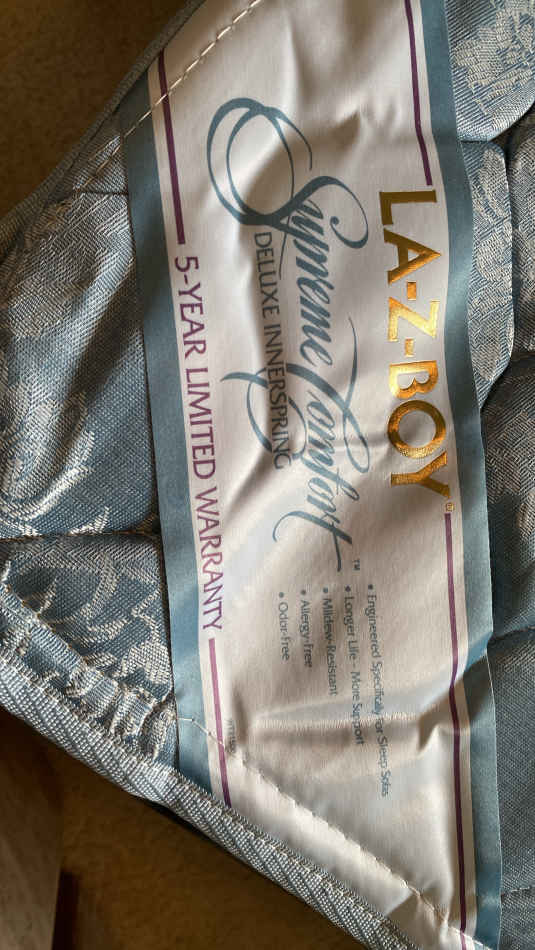 LA-Z-BOY®
Supreme Comfort™
DELUXE INNERSPRING
• Engineered Specifically for Sleep Sofas
• Longer Life - More Support
• Mildew-Resistant
• Allergy-Free
• Odor-Free
5-YEAR LIMITED WARRANTY